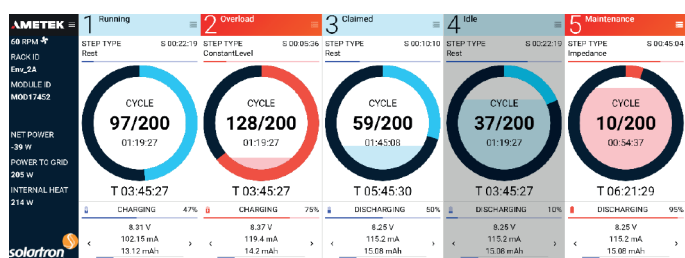 AMETEK
60 RPM
RACK ID
Env_2A
MODULE ID
MOD17452
NET POWER
-39 W
POWER TO GRID
205 W
INTERNAL HEAT
214 W
solartron
1 Running
STEP TYPE S 00:22:19
Rest
CYCLE
97/200
01:19:27
T 03:45:27
CHARGING 47%
8.31 V
102.15 mA
13.12 mAh
2 Overload
STEP TYPE S 00:05:36
ConstantLevel
CYCLE
128/200
01:19:27
T 03:45:27
CHARGING 75%
8.37 V
119.4 mA
14.2 mAh
3 Claimed
STEP TYPE S 00:10:10
Rest
CYCLE
59/200
01:45:08
T 05:45:30
DISCHARGING 50%
8.25 V
115.2 mA
15.08 mAh
4 Idle
STEP TYPE S 00:22:19
Rest
CYCLE
37/200
01:19:27
T 03:45:27
DISCHARGING 10%
8.25 V
115.2 mA
15.08 mAh
5 Maintenance
STEP TYPE S 00:45:04
Impedance
CYCLE
10/200
00:54:37
T 06:21:29
DISCHARGING 95%
8.25 V
115.2 mA
15.08 mAh